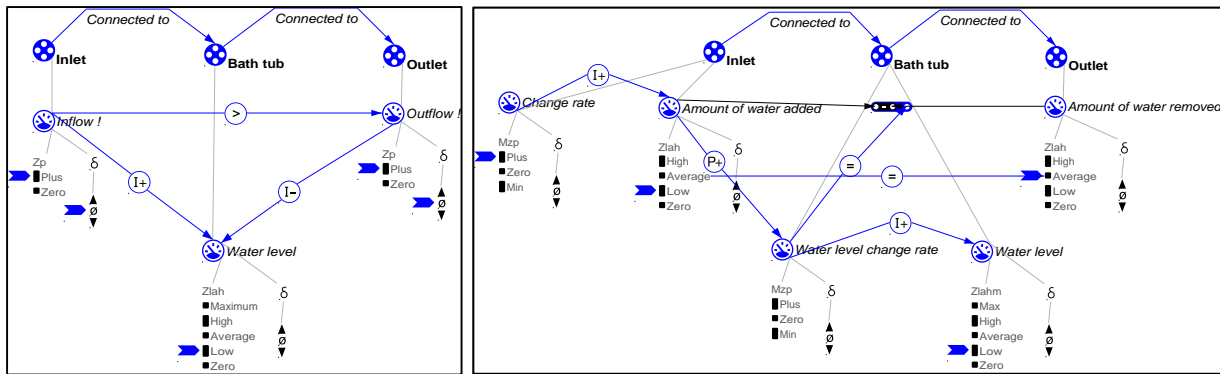 Connected to
Connected to
Inlet
Bath tub
Outlet
Inflow !
>
Outflow !
Zp
Plus
Zero
δ
ø
I+
I-
Zp
Plus
Zero
δ
ø
Water level
Zlah
Maximum
High
Average
Low
Zero
δ
ø
Connected to
Connected to
Inlet
Bath tub
Outlet
I+
Change rate
Amount of water added
-
Amount of water removed
Mzp
Plus
Zero
Min
δ
ø
Zlah
High
Average
Low
Zero
δ
ø
P+
=
=
Zlah
High
Average
Low
Zero
δ
ø
I+
Water level change rate
Water level
Mzp
Plus
Zero
Min
δ
ø
Zlahm
Max
High
Average
Low
Zero
δ
ø